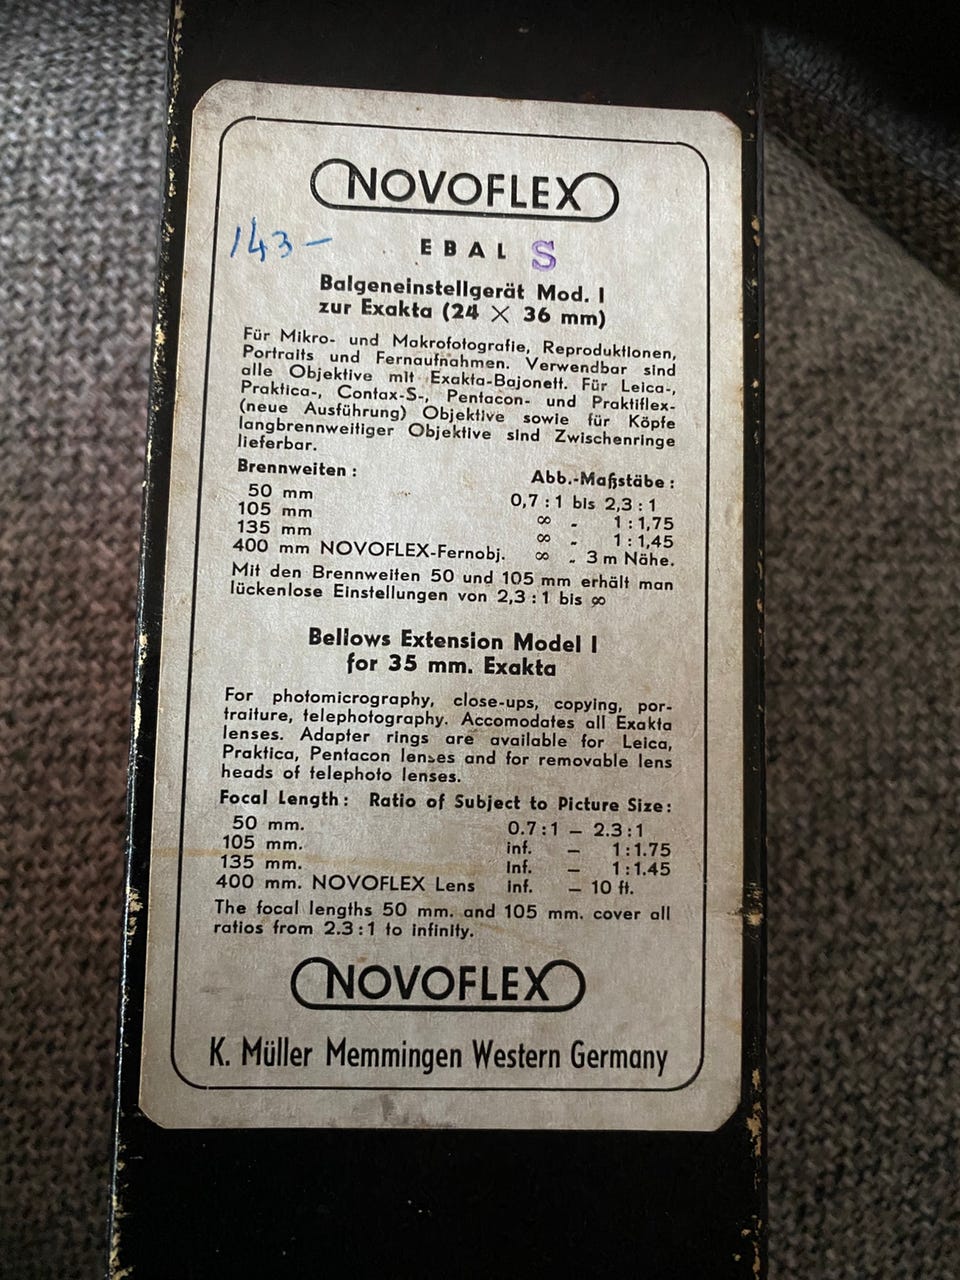 NOVOFLEX
143-
EBAL S
Balgeneinstellgerät Mod. I
zur Exakta (24 × 36 mm)
Für Mikro- und Makrofotografie, Reproduktionen,
Portraits und Fernaufnahmen. Verwendbar sind
alle Objektive mit Exakta-Bajonett. Für Leica-,
Praktica-, Contax-S-, Pentacon- und Praktiflex-
(neue Ausführung) Objektive sowie für Köpfe
langbrennweitiger Objektive sind Zwischenringe
lieferbar.
Brennweiten : Abb.-Maßstäbe :
50 mm 0,7 : 1 bis 2,3 : 1
105 mm ∞ „ 1 : 1,75
135 mm ∞ „ 1 : 1,45
400 mm NOVOFLEX-Fernobj. ∞ „ 3 m Nähe.
Mit den Brennweiten 50 und 105 mm erhält man
lückenlose Einstellungen von 2,3 : 1 bis ∞
Bellows Extension Model I
for 35 mm. Exakta
For photomicrography, close-ups, copying, por-
traiture, telephotography. Accomodates all Exakta
lenses. Adapter rings are available for Leica,
Praktica, Pentacon lenses and for removable lens
heads of telephoto lenses.
Focal Length : Ratio of Subject to Picture Size :
50 mm. 0.7 : 1 – 2.3 : 1
105 mm. inf. – 1 : 1.75
135 mm. Inf. – 1 : 1.45
400 mm. NOVOFLEX Lens Inf. – 10 ft.
The focal lengths 50 mm. and 105 mm. cover all
ratios from 2.3 : 1 to infinity.
NOVOFLEX
K. Müller Memmingen Western Germany